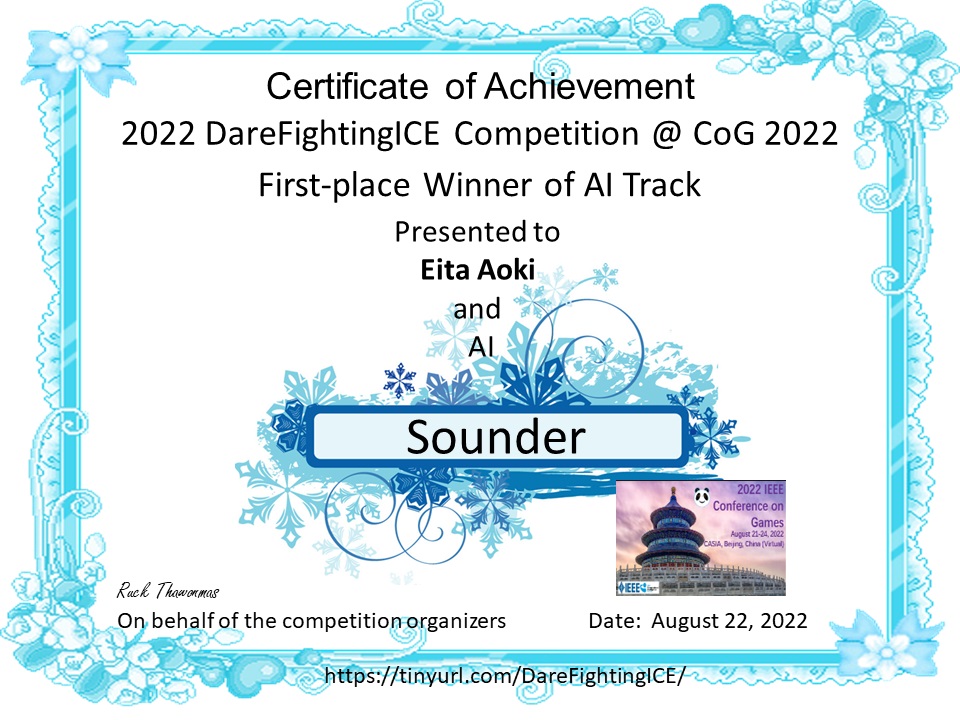 Certificate of Achievement
2022 DareFightingICE Competition @ CoG 2022
First-place Winner of AI Track
Presented to
Eita Aoki
and
AI
Sounder
2022 IEEE
Conference on
Games
August 21-24, 2022
CASIA, Beijing, China (Virtual)
IEEE
Ruck Thawonmas
On behalf of the competition organizers
Date: August 22, 2022
https://tinyurl.com/DareFightingICE/